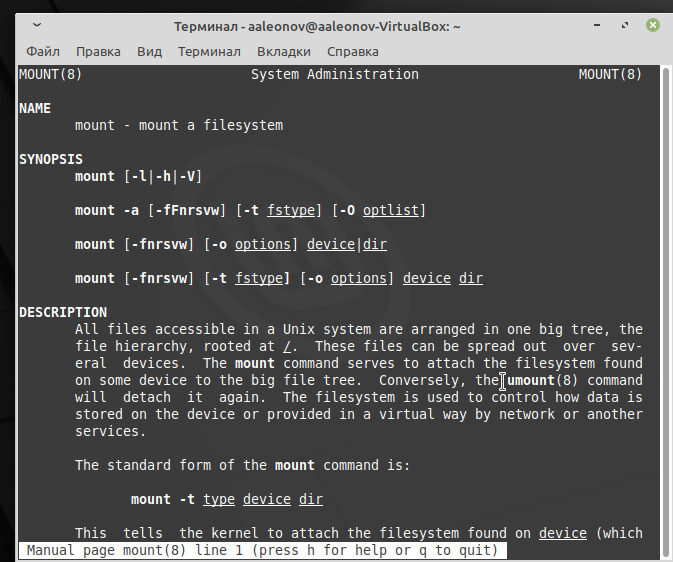 Терминал - aaleonov@aaleonov-VirtualBox: ~
Файл Правка Вид Терминал Вкладки Справка
MOUNT(8) System Administration MOUNT(8)
NAME
mount - mount a filesystem
SYNOPSIS
mount [-l|-h|-V]
mount -a [-fFnrsvw] [-t fstype] [-O optlist]
mount [-fnrsvw] [-o options] device|dir
mount [-fnrsvw] [-t fstype] [-o options] device dir
DESCRIPTION
All files accessible in a Unix system are arranged in one big tree, the
file hierarchy, rooted at /. These files can be spread out over sev-
eral devices. The mount command serves to attach the filesystem found
on some device to the big file tree. Conversely, the umount(8) command
will detach it again. The filesystem is used to control how data is
stored on the device or provided in a virtual way by network or another
services.
The standard form of the mount command is:
mount -t type device dir
This tells the kernel to attach the filesystem found on device (which
Manual page mount(8) line 1 (press h for help or q to quit)